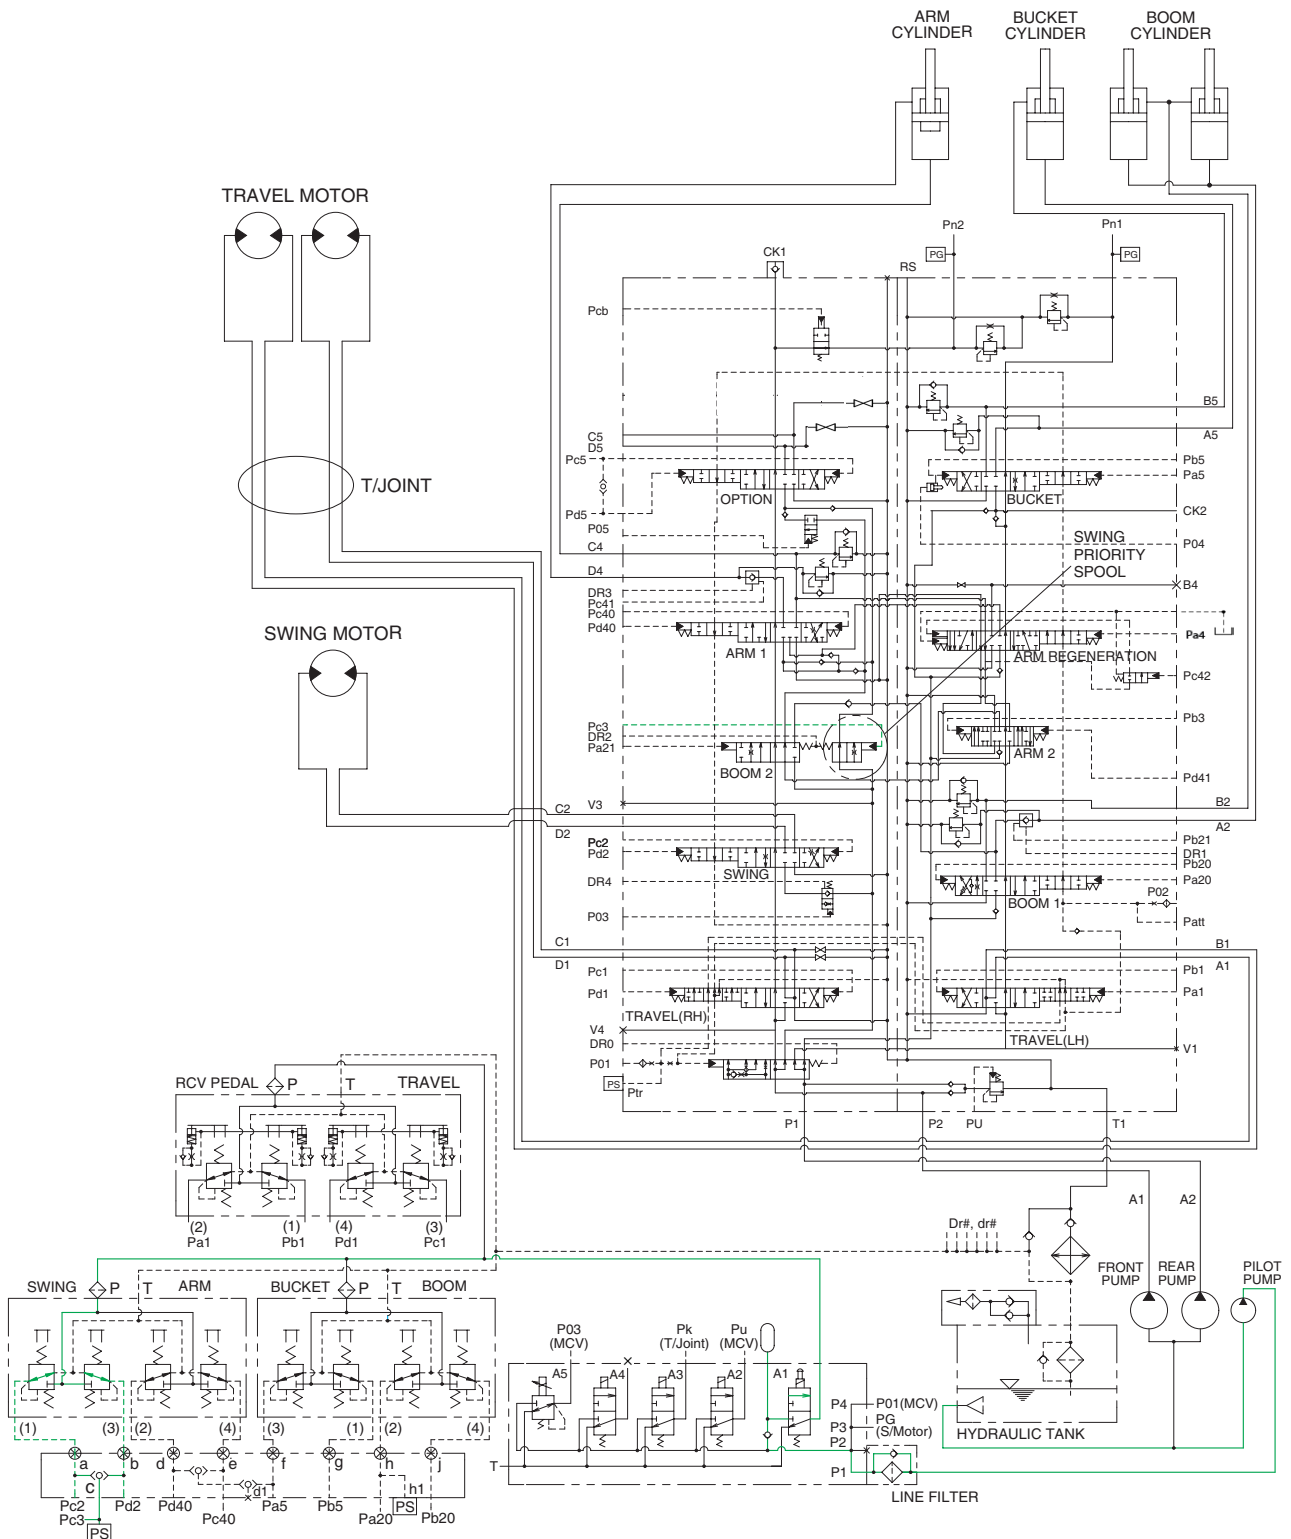 ARM
CYLINDER
BUCKET
CYLINDER
BOOM
CYLINDER
TRAVEL MOTOR
T/JOINT
SWING MOTOR
Pn2
Pn1
PG
PG
CK1
RS
Pcb
B5
A5
C5
D5
Pc5
Pd5
OPTION
Pb5
Pa5
BUCKET
CK2
P05
P04
C4
D4
SWING
PRIORITY
SPOOL
B4
DR3
Pc41
Pc40
Pd40
ARM 1
Pa4
ARM REGENERATION
Pc42
Pc3
DR2
Pa21
BOOM 2
Pb3
ARM 2
Pd41
C2
V3
D2
B2
A2
Pc2
Pd2
SWING
Pb21
DR1
Pb20
Pa20
BOOM 1
P02
Patt
DR4
P03
C1
D1
B1
A1
Pc1
Pd1
TRAVEL(RH)
Pb1
Pa1
TRAVEL(LH)
V4
DR0
P01
PS
Ptr
V1
P1
P2
PU
T1
RCV PEDAL
P
T
TRAVEL
(2)
Pa1
(1)
Pb1
(4)
Pd1
(3)
Pc1
SWING
P
T
ARM
BUCKET
P
T
BOOM
(1)
(3)
(2)
(4)
(3)
(1)
(2)
(4)
a
b
d
e
f
g
h
j
c
d1
h1
Pc2
Pd2
Pd40
Pc40
Pa5
Pb5
Pa20
PS
Pb20
Pc3
PS
P03
(MCV)
Pk
(T/Joint)
Pu
(MCV)
A5
A4
A3
A2
A1
T
P4
P01(MCV)
P3
PG
(S/Motor)
P2
P1
LINE FILTER
Dr#, dr#
A1
A2
FRONT
PUMP
REAR
PUMP
PILOT
PUMP
HYDRAULIC TANK